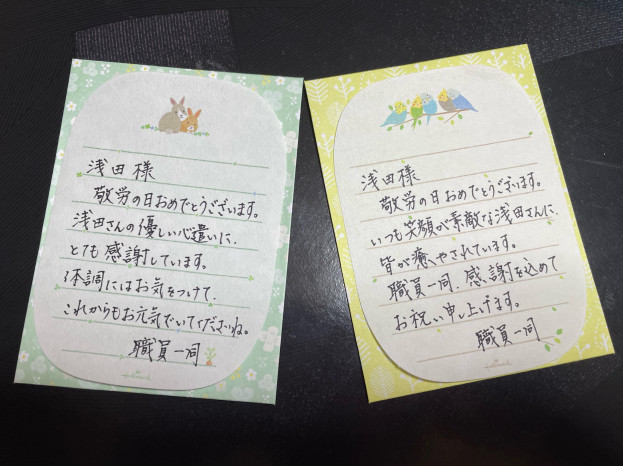 浅田様
敬労の日おめでとうございます。
浅田さんの優しい心遣いに、
とても感謝しています。
体調にはお気をつけて、
これからもお元気でいてくださいね。
職員一同
浅田様
敬労の日おめでとうございます。
いつも笑顔が素敵な浅田さんに、
皆が癒やされています。
職員一同、感謝を込めて
お祝い申し上げます。
職員一同